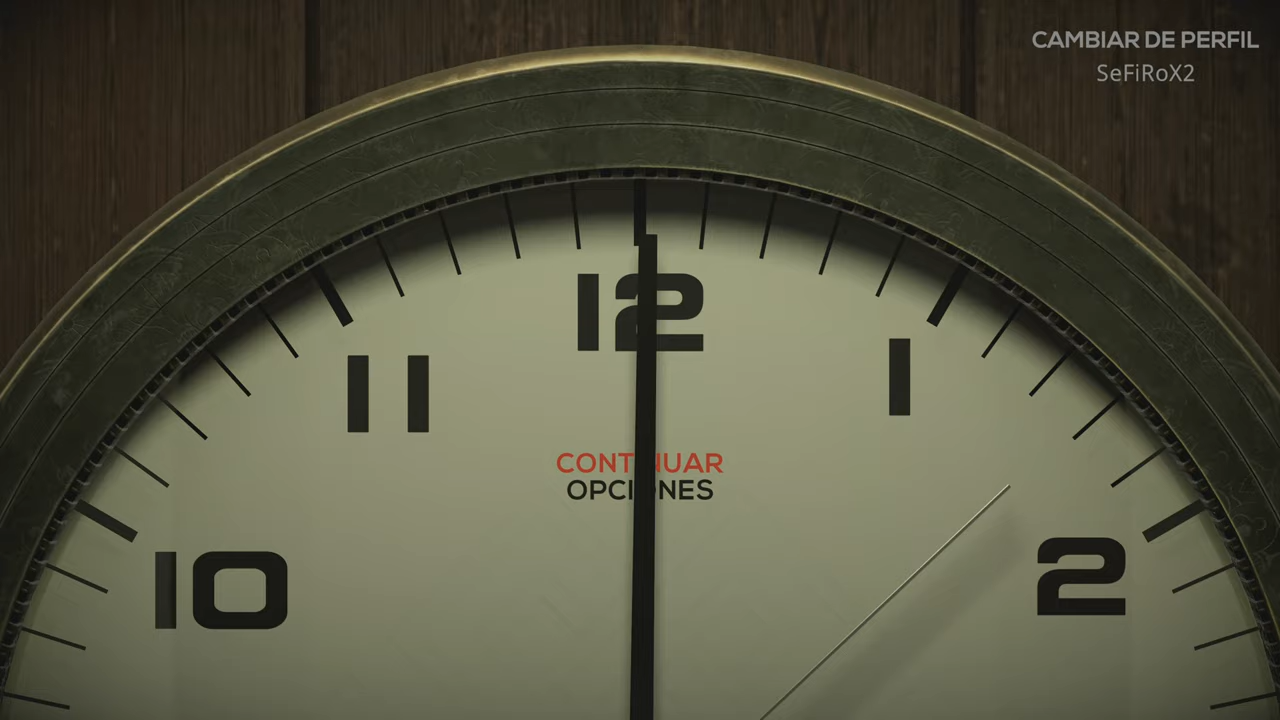 CAMBIAR DE PERFIL
SeFiRoX2
12
11
1
CONTINUAR
OPCIONES
10
2